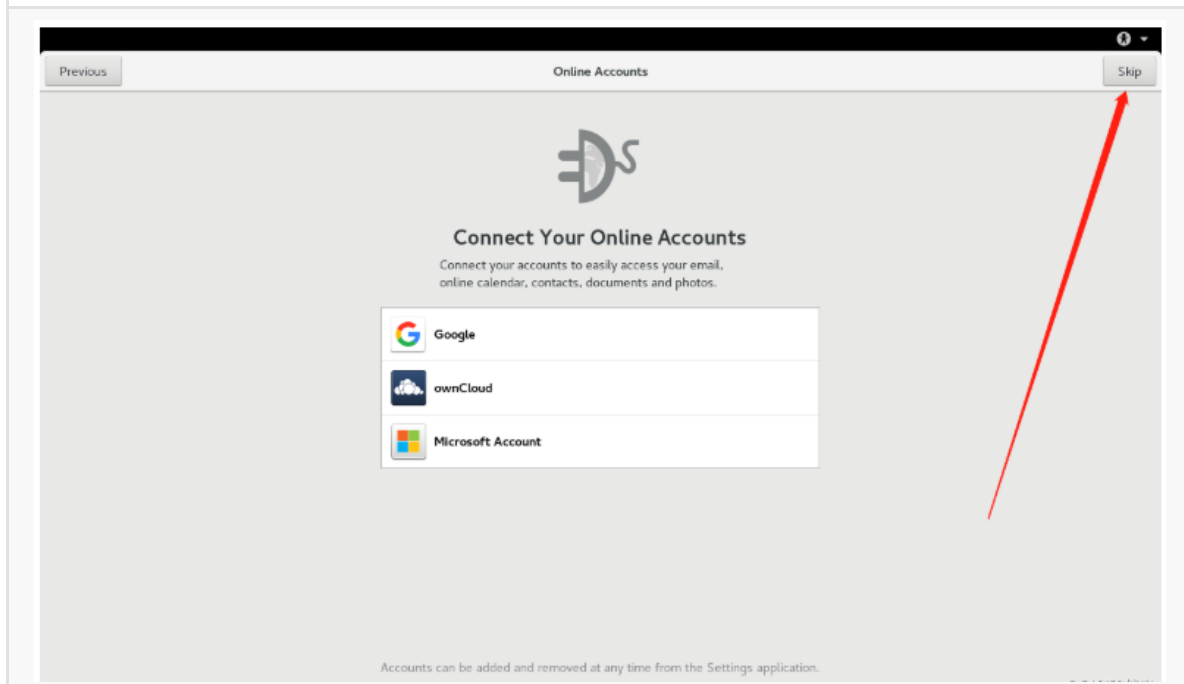 Previous
Online Accounts
Skip
Connect Your Online Accounts
Connect your accounts to easily access your email,
online calendar, contacts, documents and photos.
Google
ownCloud
Microsoft Account
Accounts can be added and removed at any time from the Settings application.